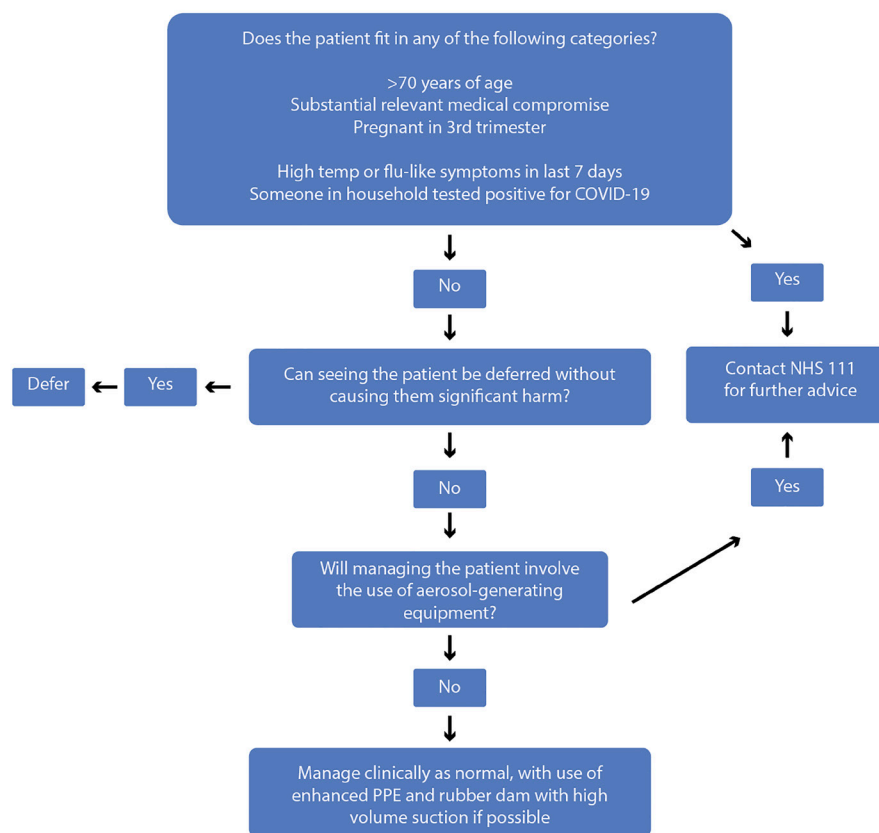 Does the patient fit in any of the following categories?
>70 years of age
Substantial relevant medical compromise
Pregnant in 3rd trimester
High temp or flu-like symptoms in last 7 days
Someone in household tested positive for COVID-19
No
Yes
Can seeing the patient be deferred without
causing them significant harm?
Yes
Defer
Contact NHS 111
for further advice
No
Yes
Will managing the patient involve
the use of aerosol-generating
equipment?
No
Manage clinically as normal, with use of
enhanced PPE and rubber dam with high
volume suction if possible